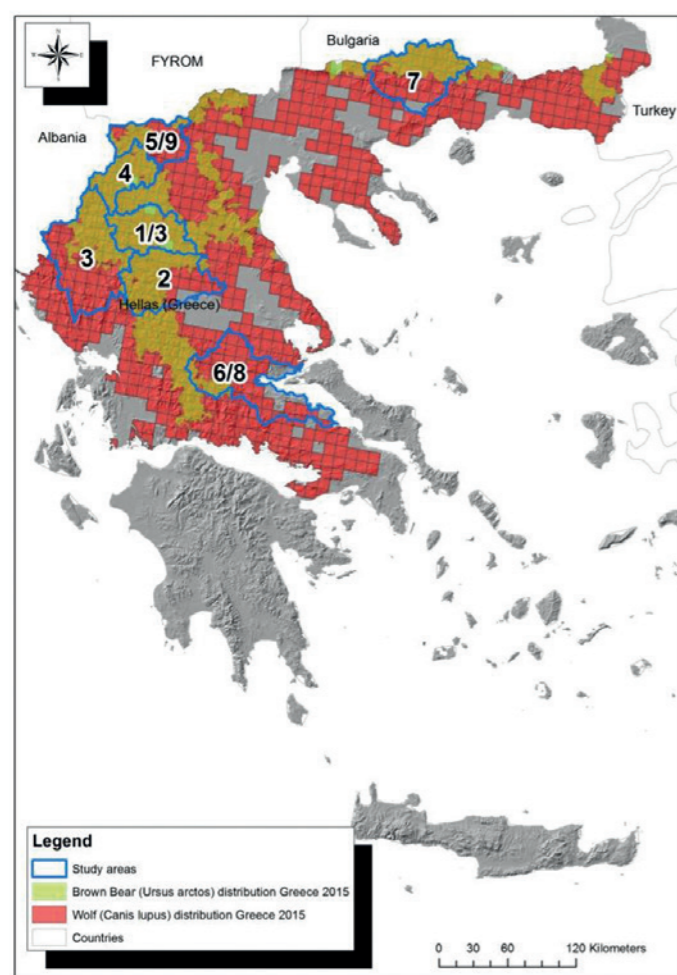 N
W E
S
Bulgaria
FYROM
7
Turkey
Albania
5/9
4
1/3
3
2
Hellas (Greece)
6/8
Legend
Study areas
Brown Bear (Ursus arctos) distribution Greece 2015
Wolf (Canis lupus) distribution Greece 2015
Countries
0 30 60 120 Kilometers